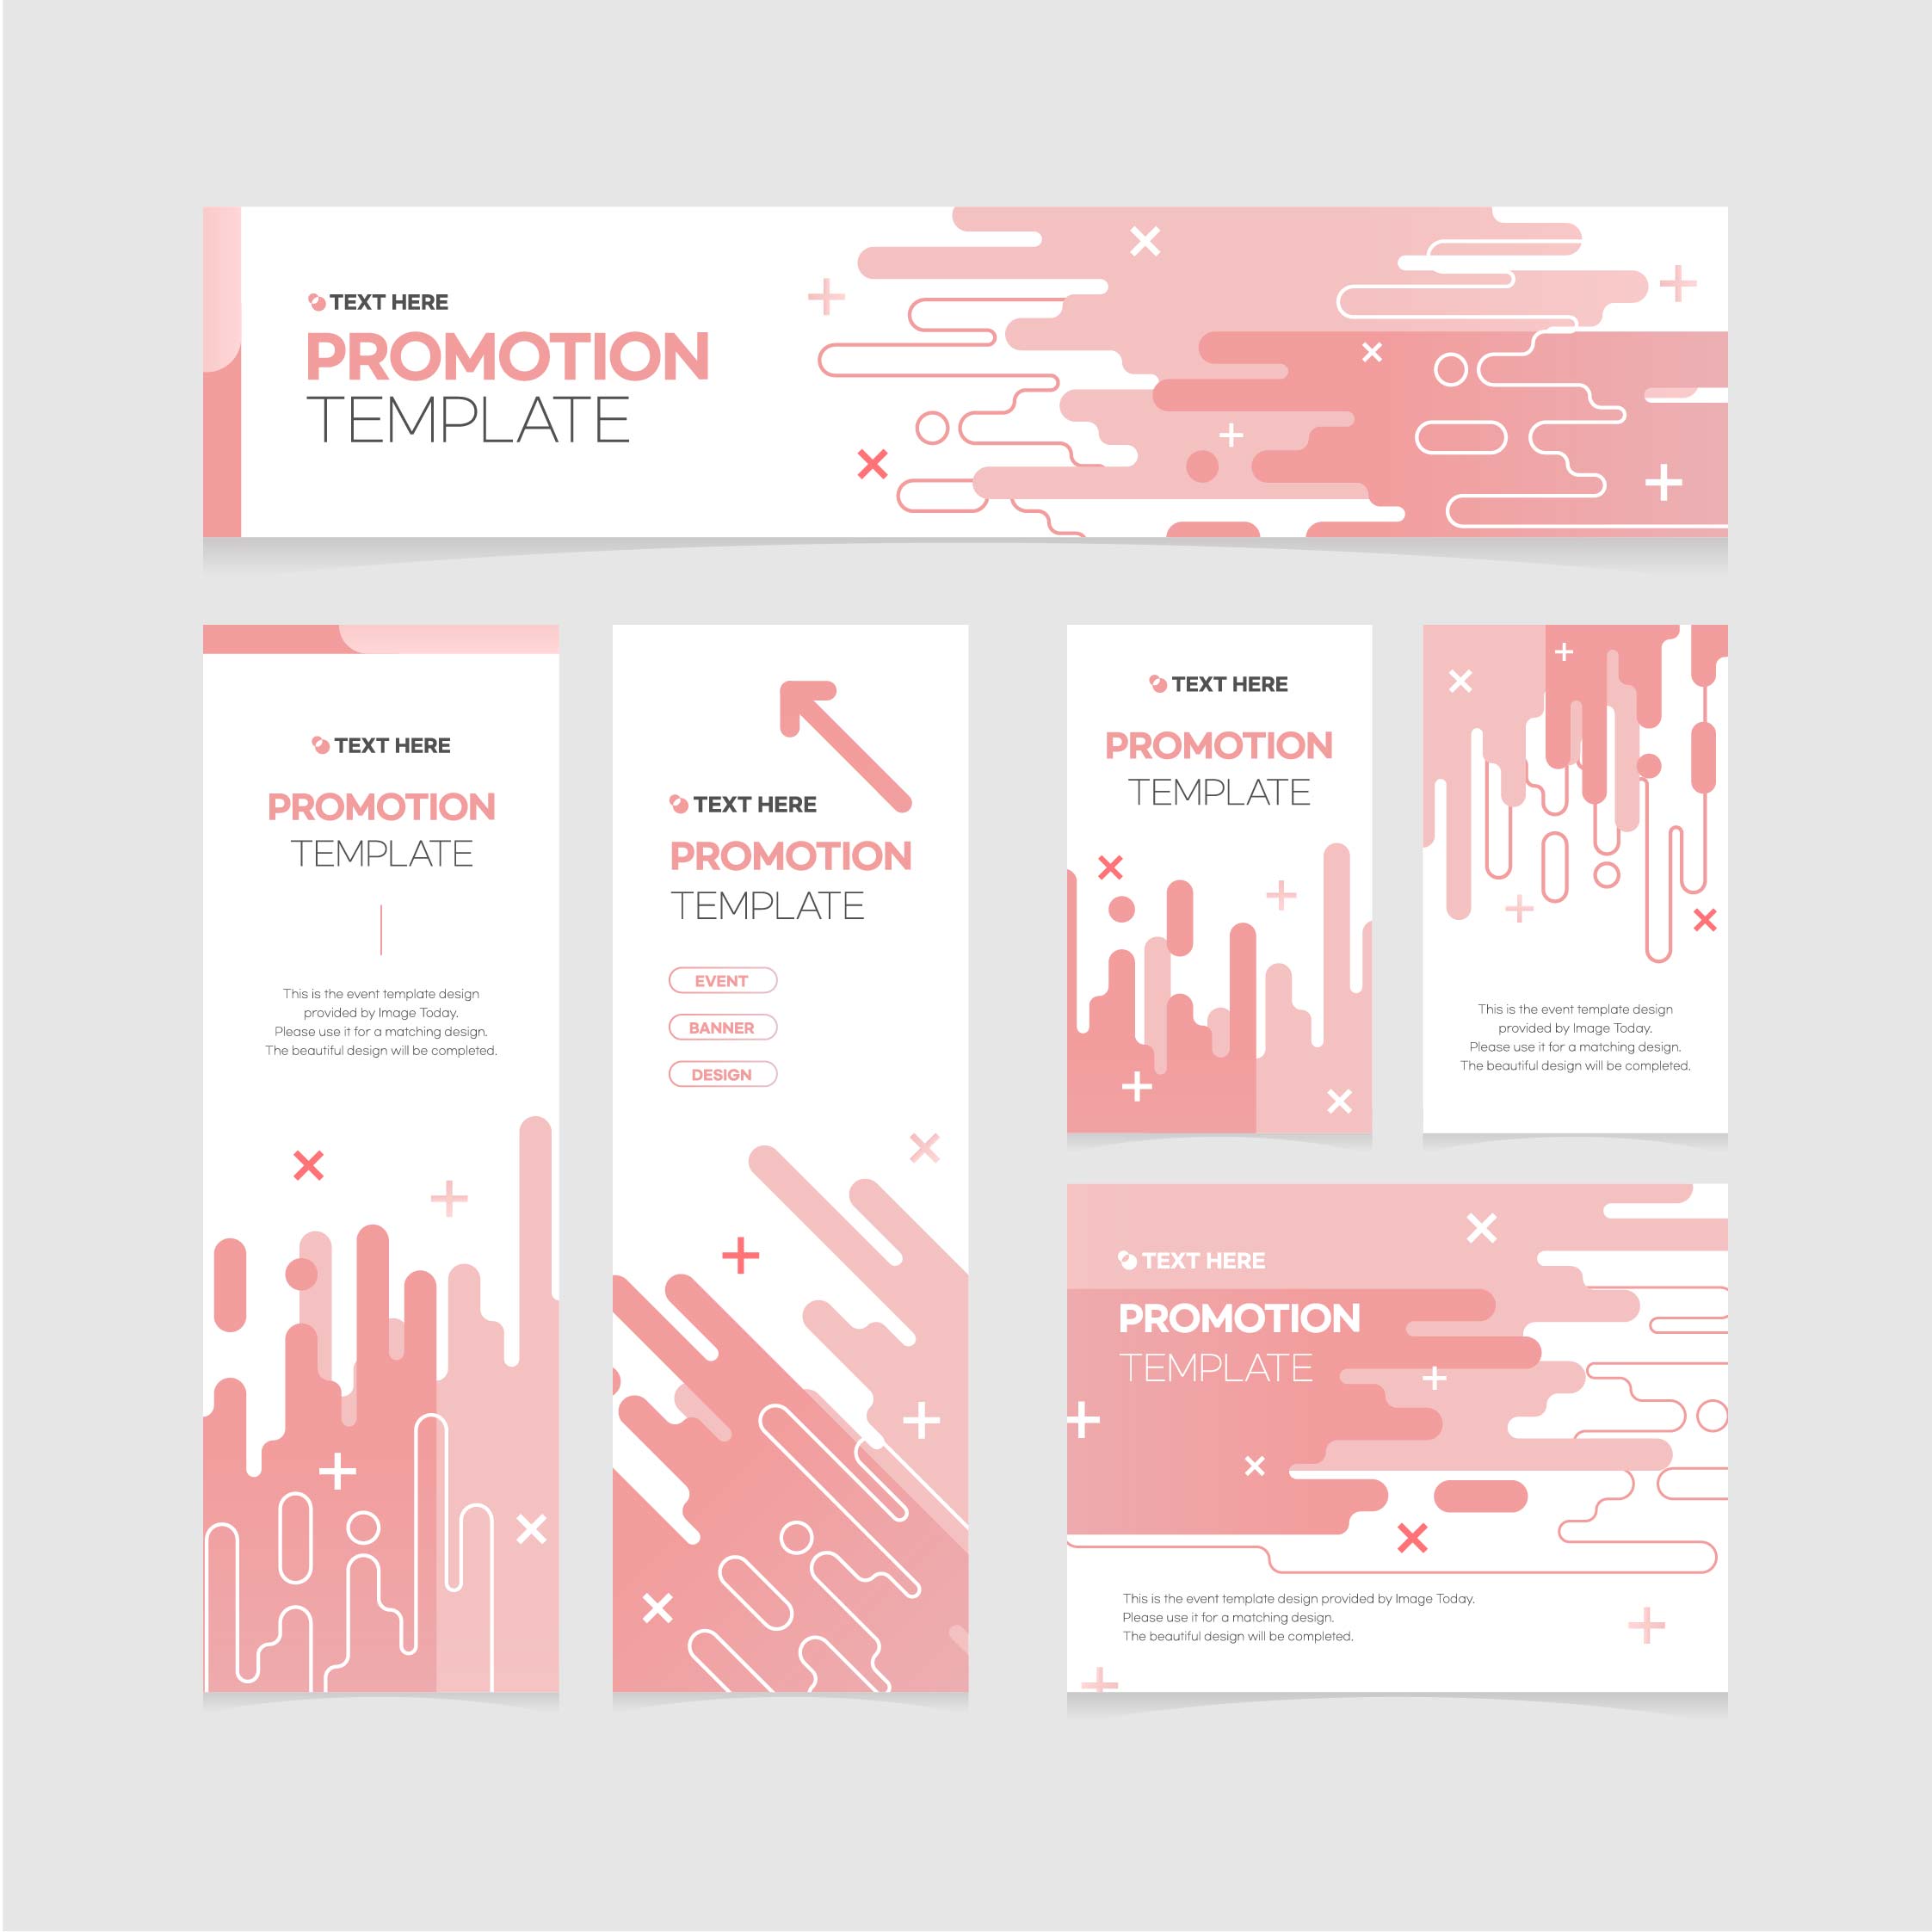 TEXT HERE
PROMOTION
TEMPLATE
TEXT HERE
PROMOTION
TEMPLATE
This is the event template design
provided by Image Today.
Please use it for a matching design.
The beautiful design will be completed.
TEXT HERE
PROMOTION
TEMPLATE
EVENT
BANNER
DESIGN
TEXT HERE
PROMOTION
TEMPLATE
This is the event template design
provided by Image Today.
Please use it for a matching design.
The beautiful design will be completed.
TEXT HERE
PROMOTION
TEMPLATE
This is the event template design provided by Image Today.
Please use it for a matching design.
The beautiful design will be completed.